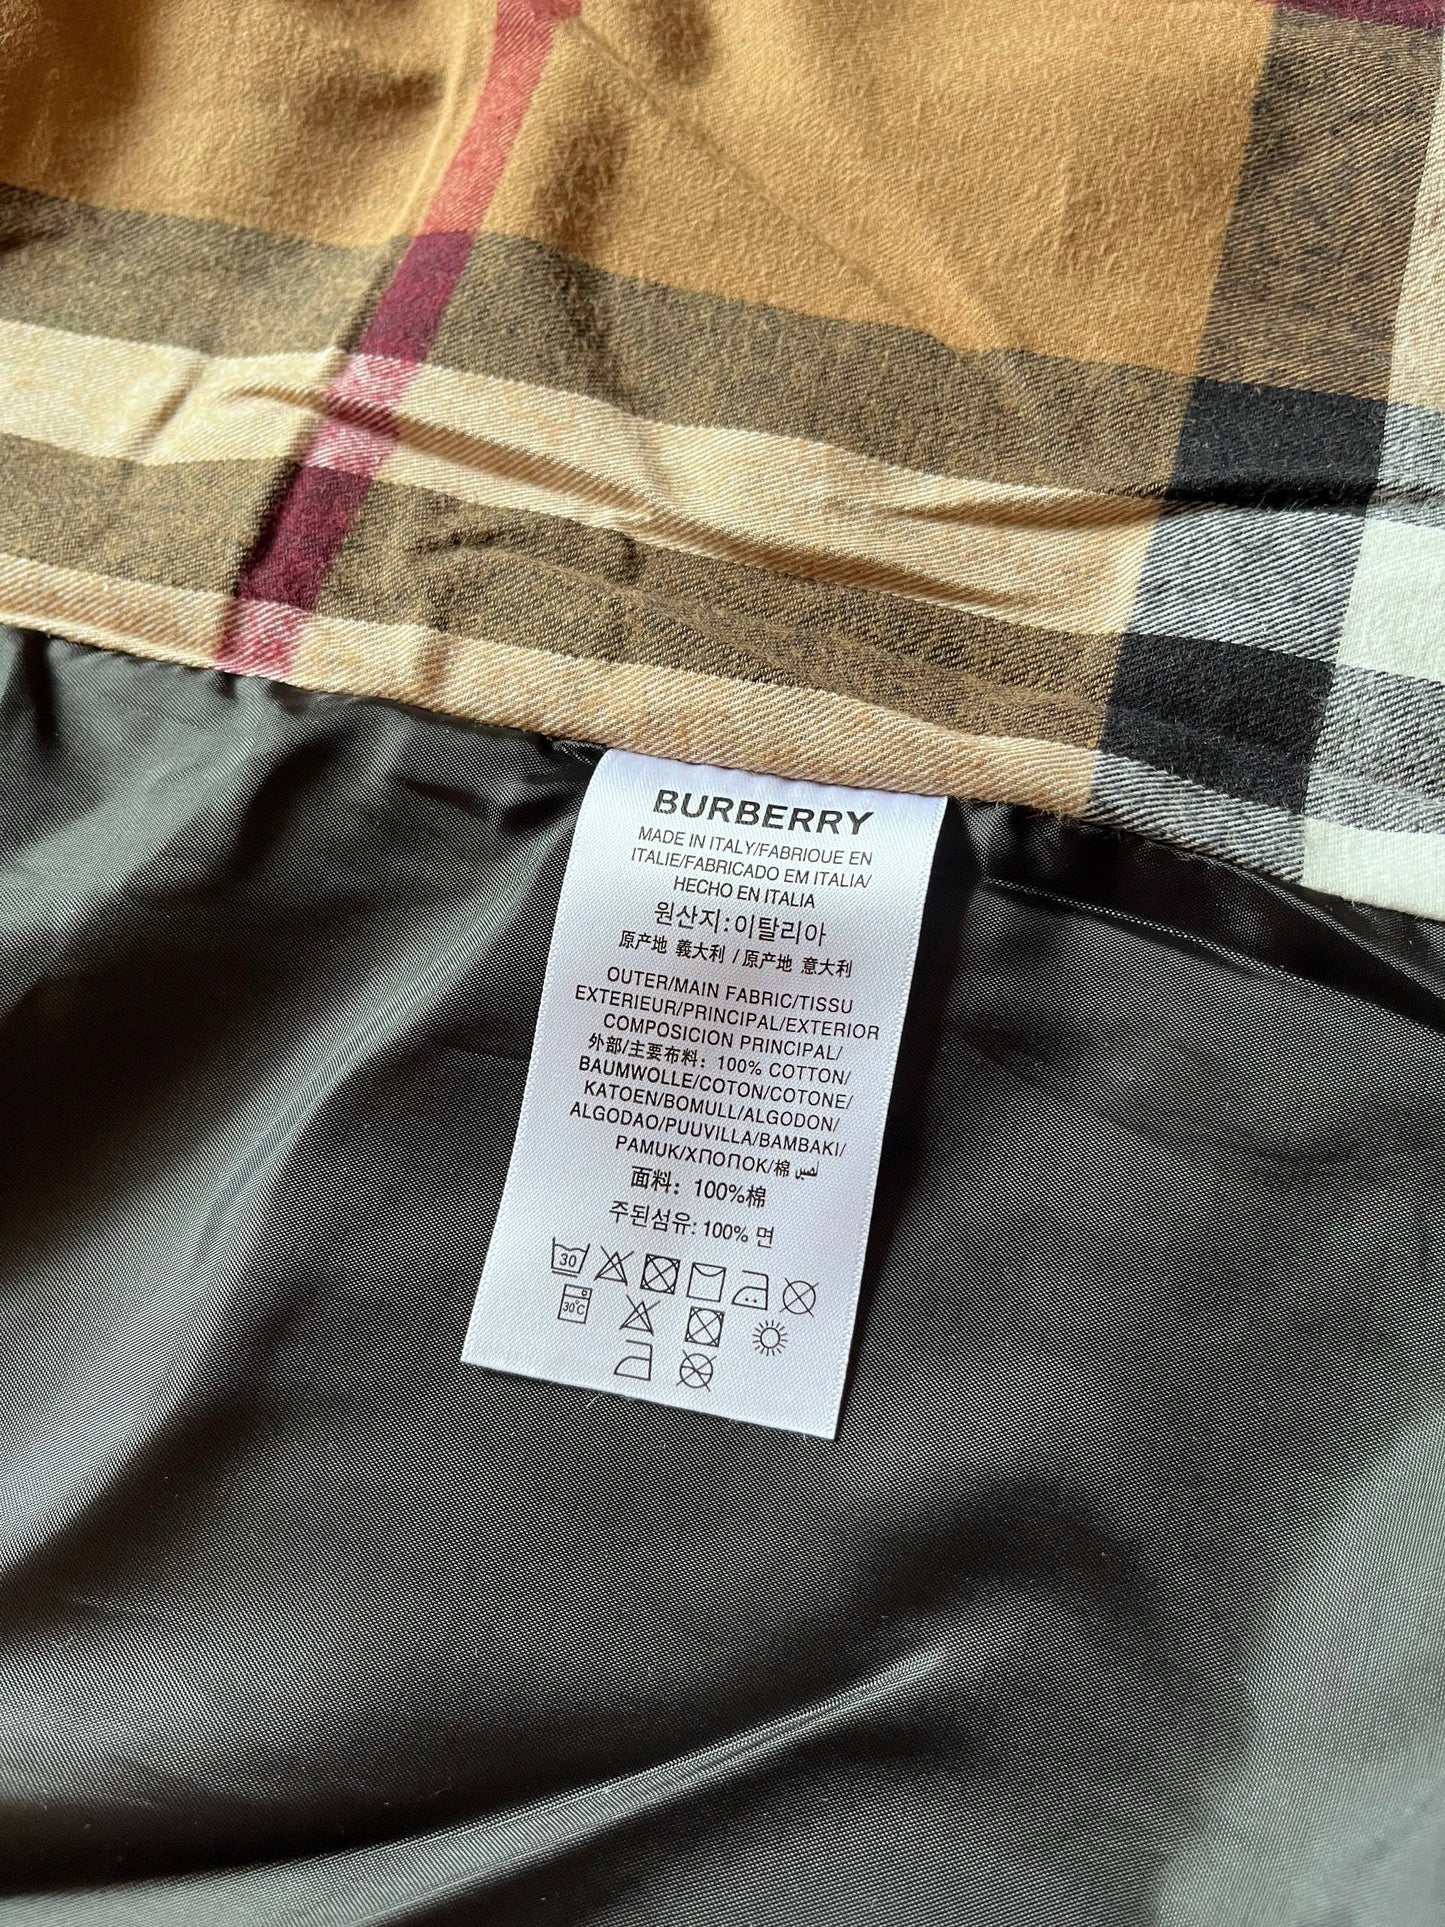 BURBERRY
MADE IN ITALY/FABRIQUE EN
ITALIE/FABRICADO EM ITALIA/
HECHO EN ITALIA
원산지:이탈리아
原产地 義大利 / 原产地 意大利
OUTER/MAIN FABRIC/TISSU
EXTERIEUR/PRINCIPAL/EXTERIOR
COMPOSICION PRINCIPAL/
外部/主要布料: 100% COTTON/
BAUMWOLLE/COTON/COTONE/
KATOEN/BOMULL/ALGODON/
ALGODAO/PUUVILLA/BAMBAKI/
PAMUK/ХПОПОК/棉
面料: 100%棉
주된섬유: 100% 면
30
30°C